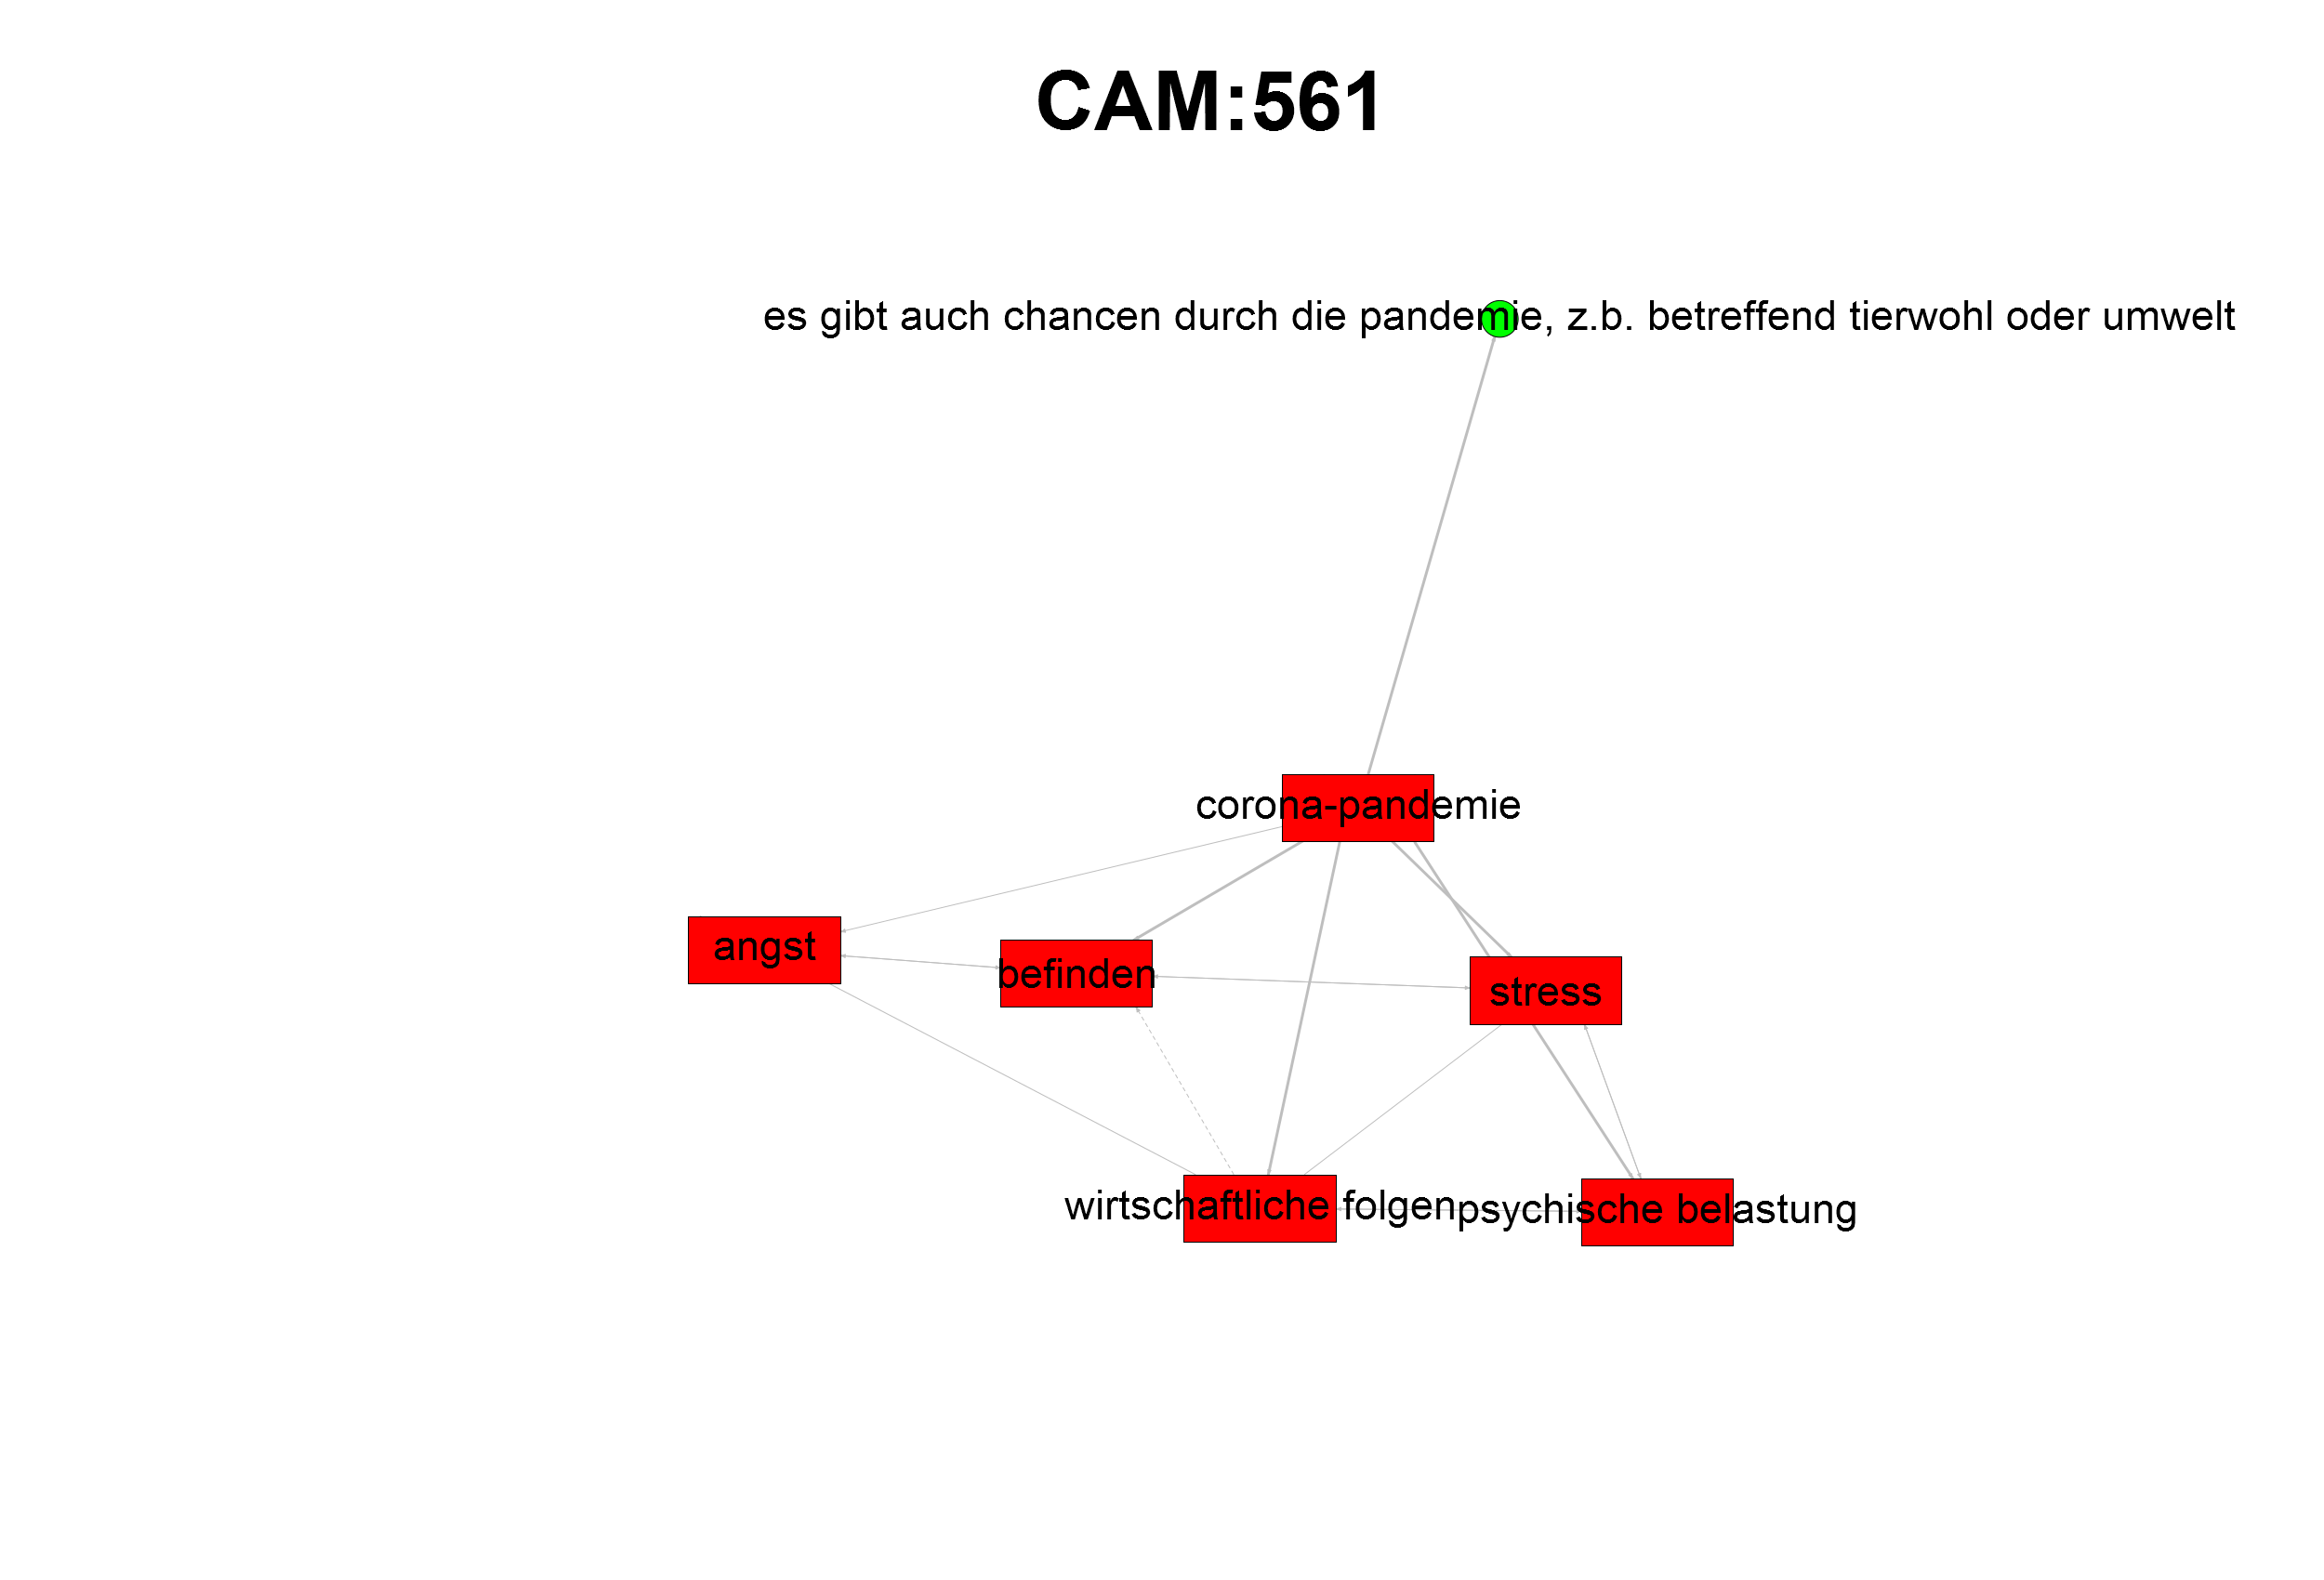 CAM:561
es gibt auch chancen durch die pandemie, z.b. betreffend tierwohl oder umwelt
corona-pandemie
angst
befinden
stress
wirtschaftliche folgen
psychische belastung